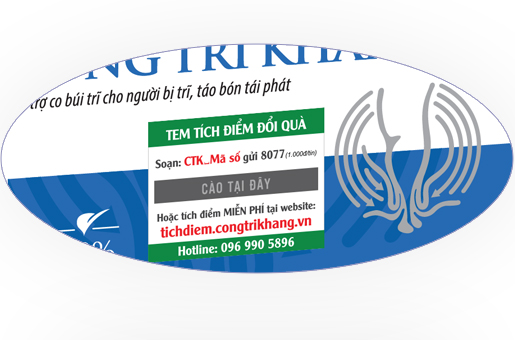 NG TRĨ KHA
trợ co búi trĩ cho người bị trĩ, táo bón tái phát
TEM TÍCH ĐIỂM ĐỔI QUÀ
Soạn: CTK_Mã số gửi 8077 (1.000đ/tin)
CÀO TẠI ĐÂY
Hoặc tích điểm MIỄN PHÍ tại website:
tichdiem.congtrikhang.vn
Hotline: 096 990 5896